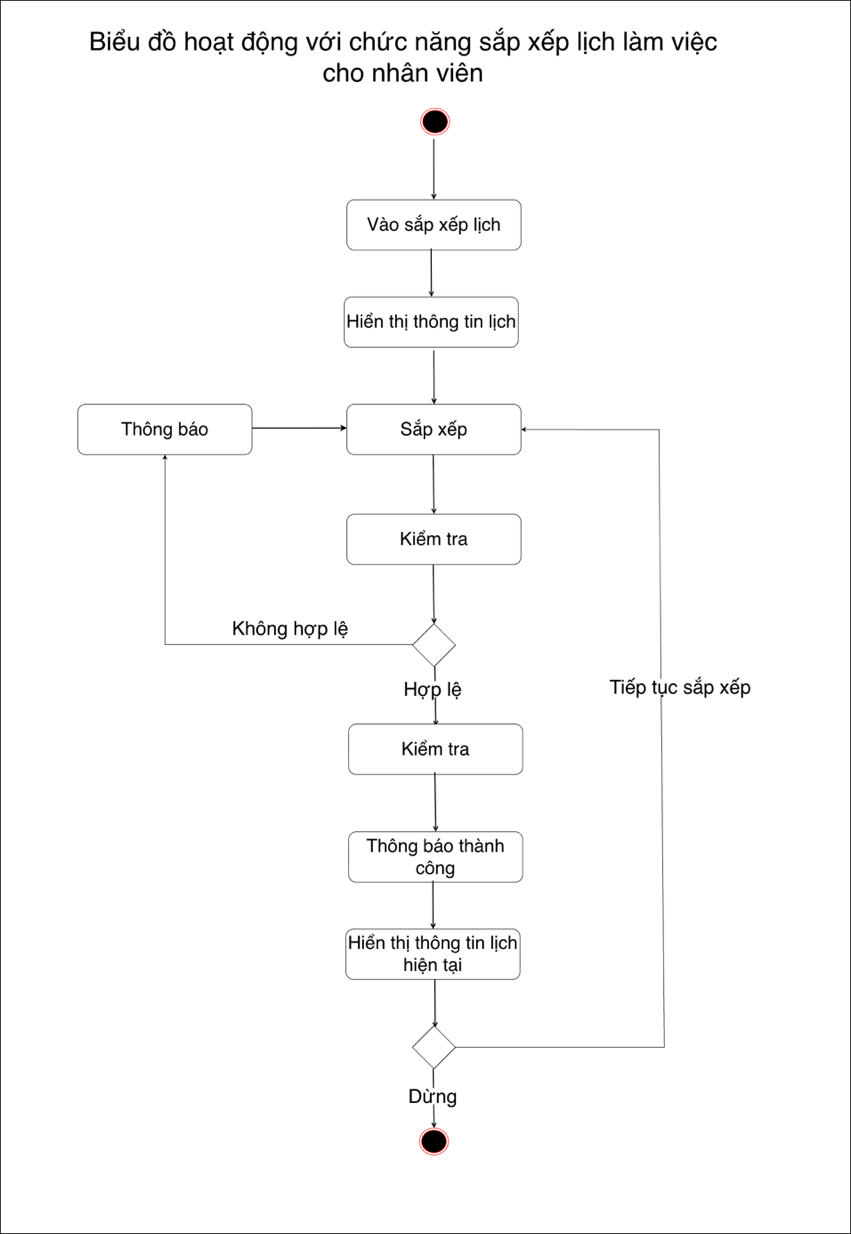 Biểu đồ hoạt động với chức năng sắp xếp lịch làm việc
cho nhân viên
Vào sắp xếp lịch
Hiển thị thông tin lịch
Thông báo
Sắp xếp
Kiểm tra
Không hợp lệ
Hợp lệ
Tiếp tục sắp xếp
Kiểm tra
Thông báo thành
công
Hiển thị thông tin lịch
hiện tại
Dừng